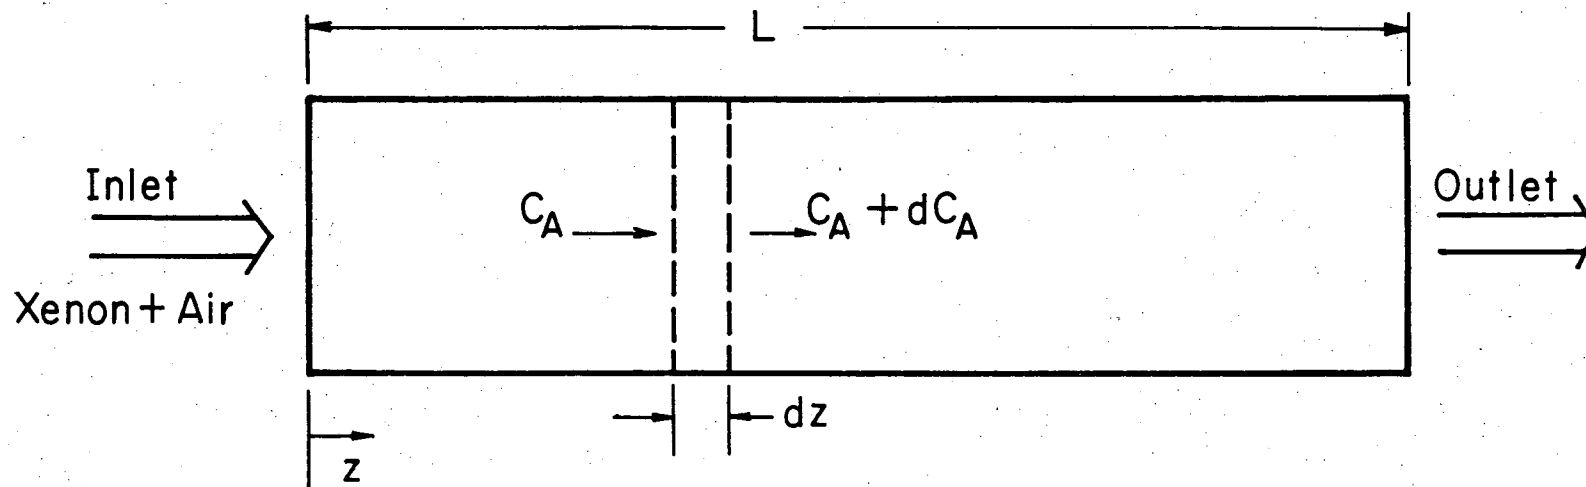 L
Inlet
Xenon + Air
C_A
C_A + dC_A
Outlet
dz
z